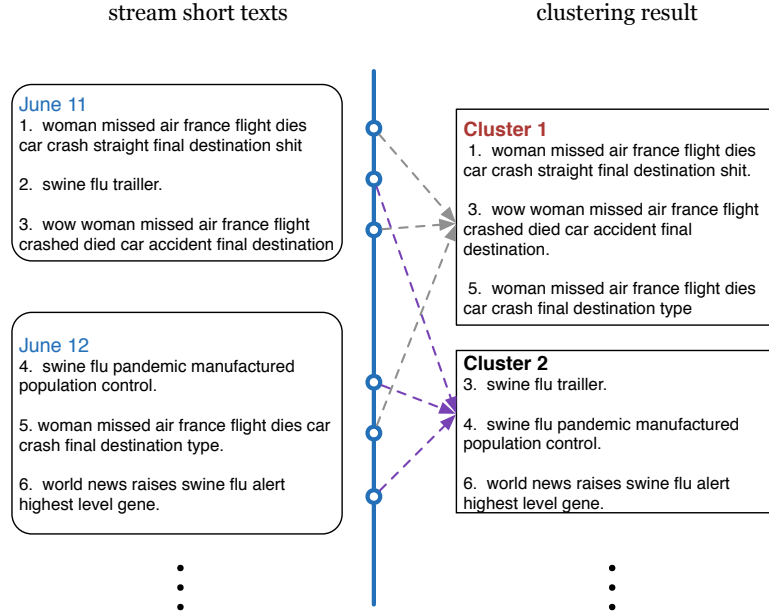 stream short texts
clustering result
June 11
1. woman missed air france flight dies
car crash straight final destination shit
2. swine flu trailler.
3. wow woman missed air france flight
crashed died car accident final destination
June 12
4. swine flu pandemic manufactured
population control.
5. woman missed air france flight dies car
crash final destination type.
6. world news raises swine flu alert
highest level gene.
Cluster 1
1. woman missed air france flight dies
car crash straight final destination shit.
3. wow woman missed air france flight
crashed died car accident final
destination.
5. woman missed air france flight dies
car crash final destination type
Cluster 2
3. swine flu trailler.
4. swine flu pandemic manufactured
population control.
6. world news raises swine flu alert
highest level gene.